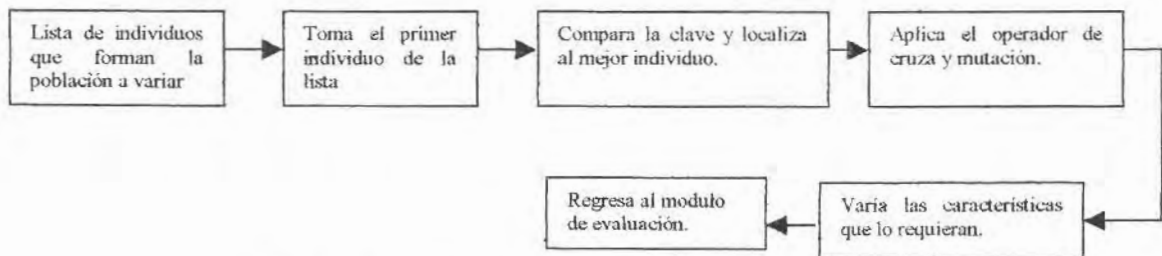 Lista de individuos
que forman la
población a variar
Toma el primer
individuo de la
lista
Compara la clave y localiza
al mejor individuo.
Aplica el operador de
cruza y mutación.
Regresa al modulo
de evaluación.
Varía las características
que lo requieran.